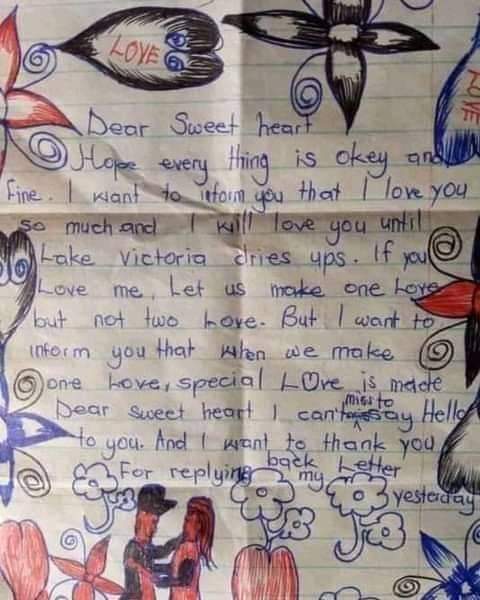 LOVE
Dear Sweet heart
Hope every thing is okey and
fine. I want to inform you that I love you
so much and I will love you until
Lake Victoria dries ups. If you
Love me, Let us make one Love
but not two Love. But I want to
inform you that when we make
one Love, special LOve is made
Dear sweet heart I can't miss to say Hello
to you. And I want to thank you
For replying back my Letter
yesterday